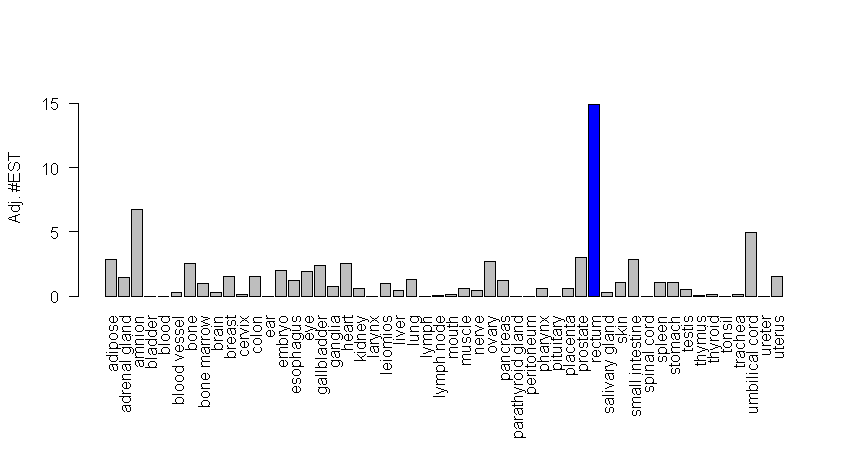 Adj. #EST
15
10
5
0
adipose
adrenal gland
amnion
bladder
blood
blood vessel
bone
bone marrow
brain
breast
cervix
colon
ear
embryo
esophagus
eye
gallbladder
ganglia
heart
kidney
larynx
leiomios
liver
lung
lymph
lymph node
mouth
muscle
nerve
ovary
pancreas
parathyroid gland
peritoneum
pharynx
pituitary
placenta
prostate
rectum
salivary gland
skin
small intestine
spinal cord
spleen
stomach
testis
thymus
thyroid
tonsil
trachea
umbilical cord
ureter
uterus